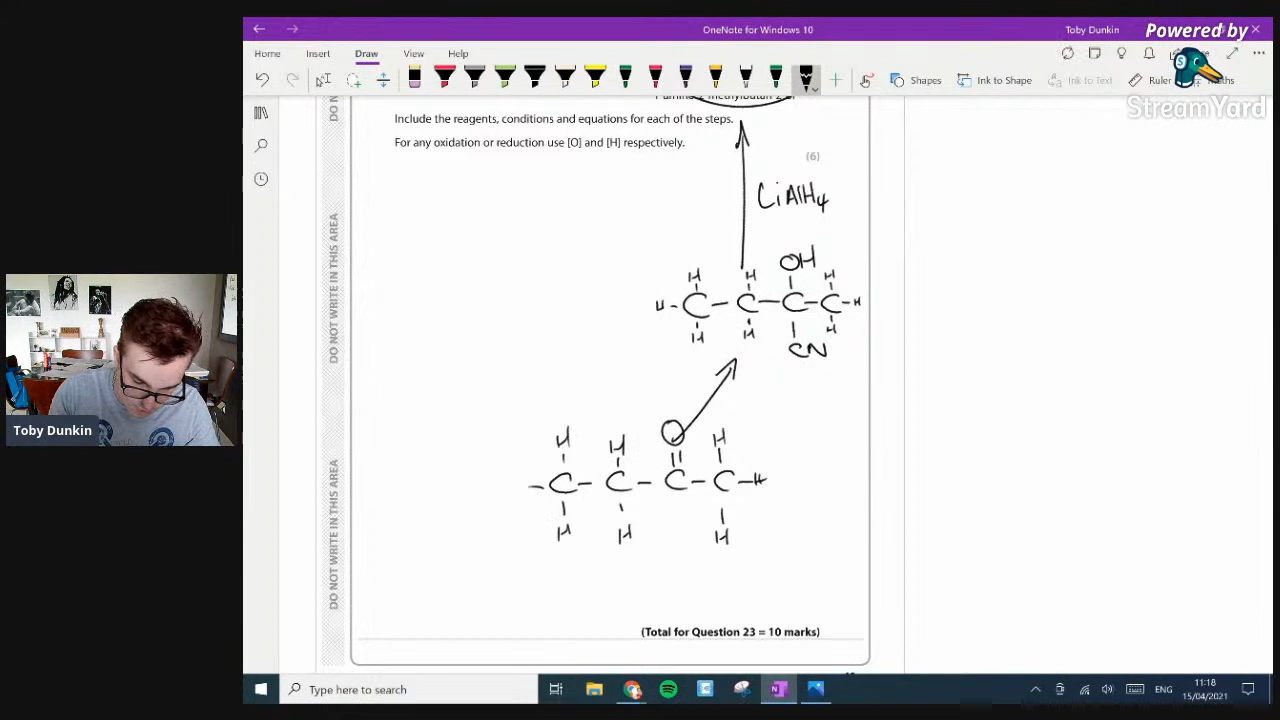 OneNote for Windows 10
Toby Dunkin
Powered by
StreamYard
Home
Insert
Draw
View
Help
Shapes
Ink to Shape
Ink to Text
Ruler
DO NOT WRITE IN THIS AREA
DO NOT WRITE IN THIS AREA
Include the reagents, conditions and equations for each of the steps.
For any oxidation or reduction use [O] and [H] respectively.
(6)
LiAlH4
OH
H H H
H - C - C - C - C - H
H H H
CN
H H O H
- C - C - C - C - H
H H H
(Total for Question 23 = 10 marks)
Toby Dunkin
Type here to search
ENG
11:18
15/04/2021